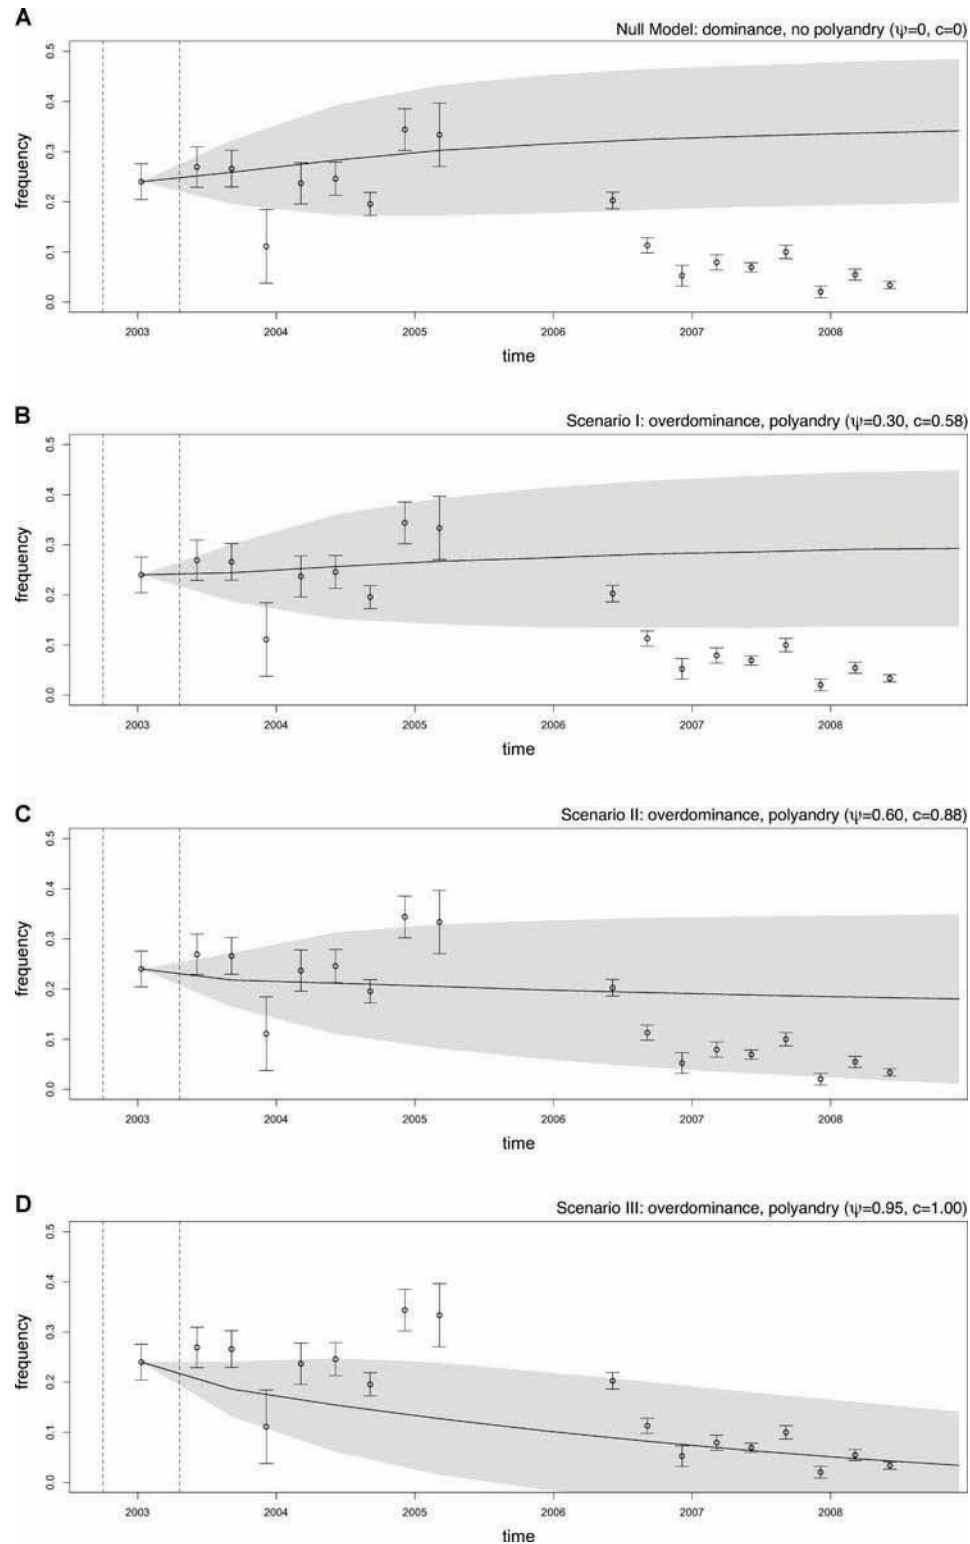 A
Null Model: dominance, no polyandry (ψ=0, c=0)
frequency
0.5
0.4
0.3
0.2
0.1
0.0
2003 2004 2005 2006 2007 2008
time
B
Scenario I: overdominance, polyandry (ψ=0.30, c=0.58)
frequency
0.5
0.4
0.3
0.2
0.1
0.0
2003 2004 2005 2006 2007 2008
time
C
Scenario II: overdominance, polyandry (ψ=0.60, c=0.88)
frequency
0.5
0.4
0.3
0.2
0.1
0.0
2003 2004 2005 2006 2007 2008
time
D
Scenario III: overdominance, polyandry (ψ=0.95, c=1.00)
frequency
0.5
0.4
0.3
0.2
0.1
0.0
2003 2004 2005 2006 2007 2008
time